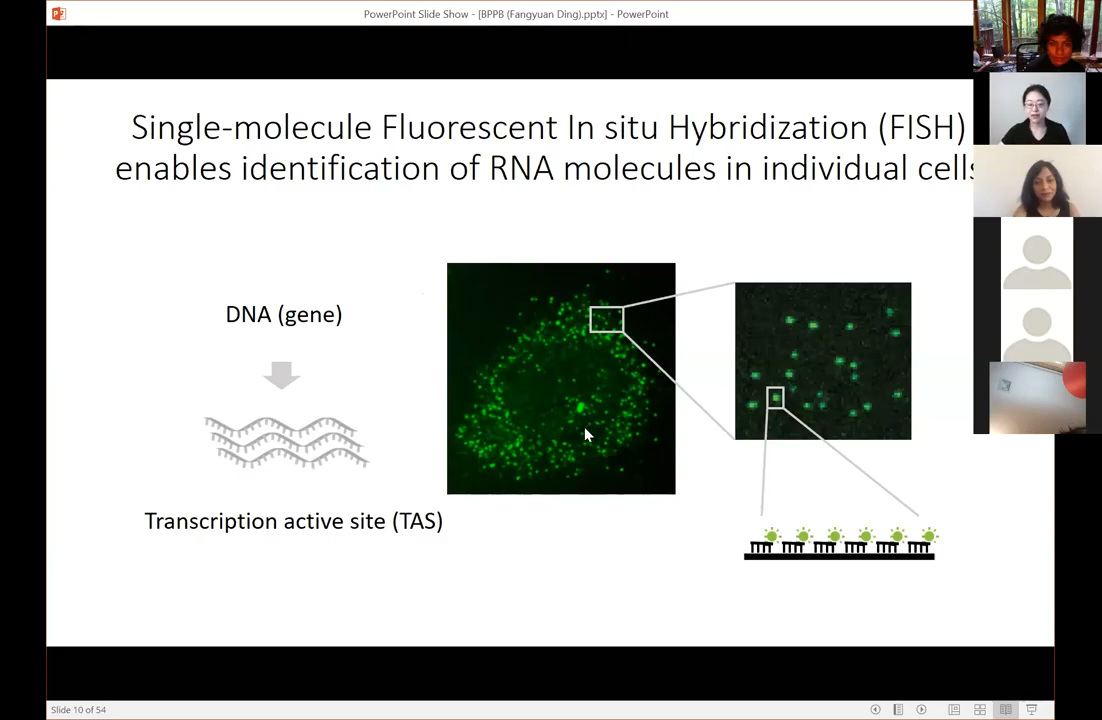 PowerPoint Slide Show - [BPPB (Fangyuan Ding).pptx] - PowerPoint
Single-molecule Fluorescent In situ Hybridization (FISH)
enables identification of RNA molecules in individual cells
DNA (gene)
Transcription active site (TAS)
Slide 10 of 54